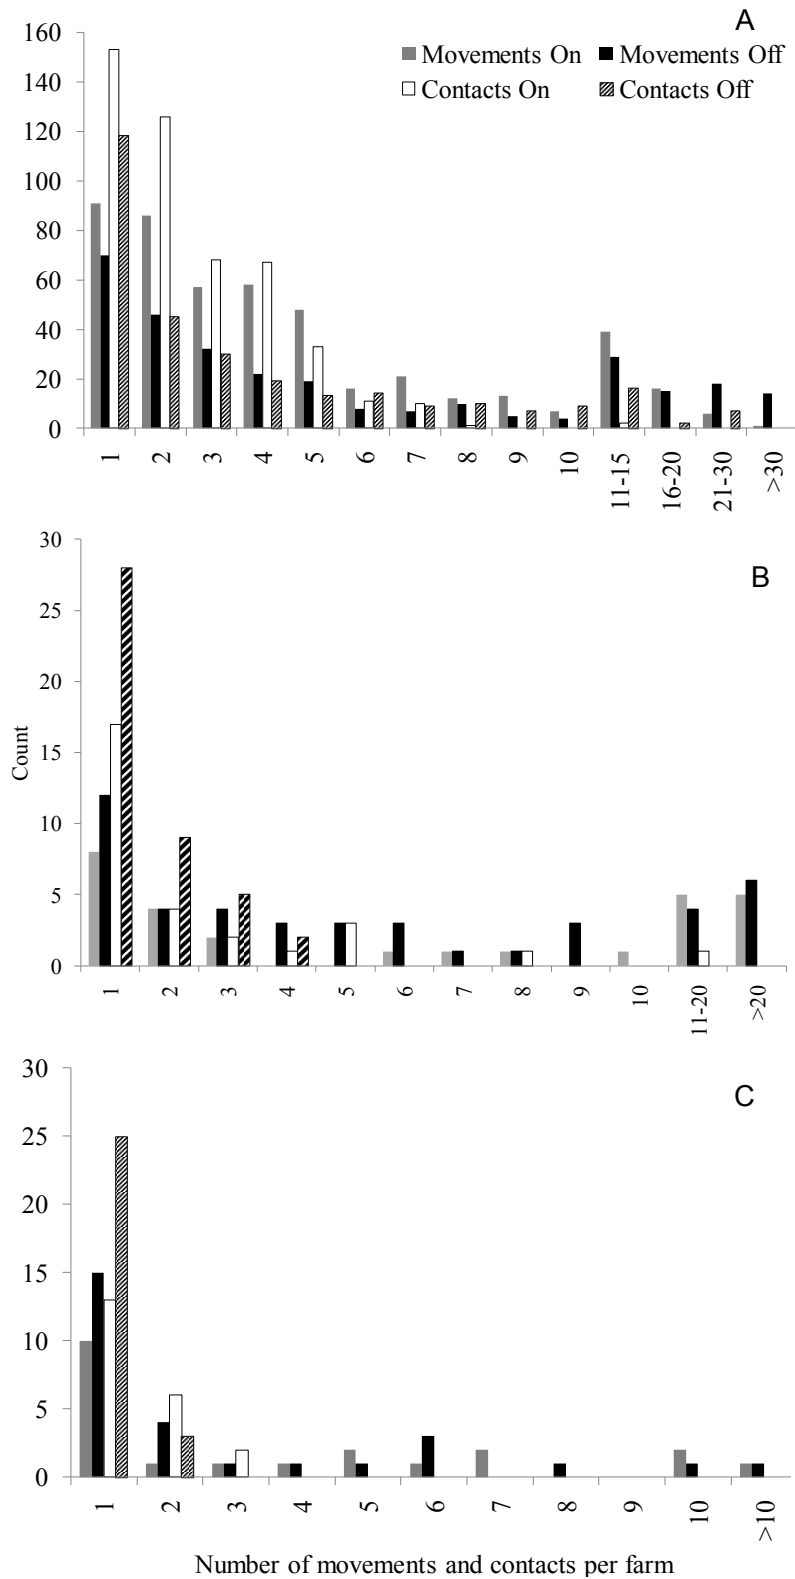 A
Movements On Movements Off
Contacts On Contacts Off
160
140
120
100
80
60
40
20
0
1 2 3 4 5 6 7 8 9 10 11-15 16-20 21-30 >30
B
Count
30
25
20
15
10
5
0
1 2 3 4 5 6 7 8 9 10 11-20 >20
C
30
25
20
15
10
5
0
1 2 3 4 5 6 7 8 9 10 >10
Number of movements and contacts per farm